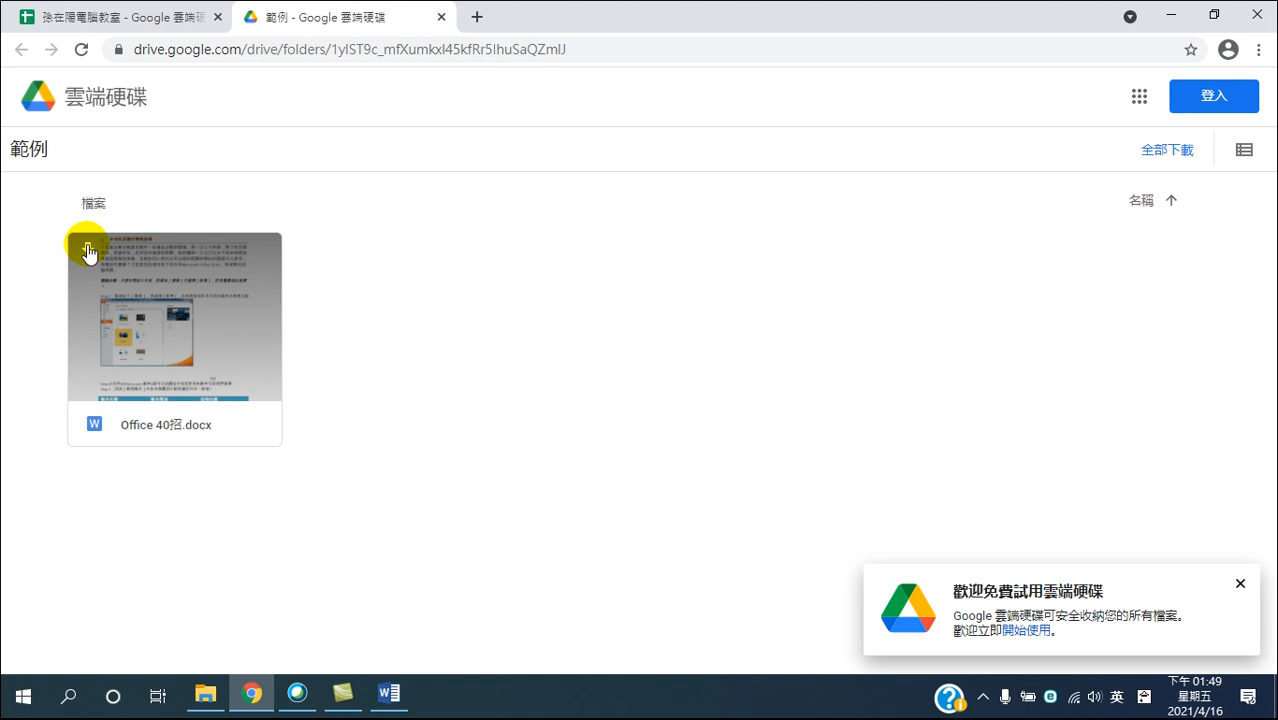 孫在陽電腦教室 - Google 雲端硬
範例 - Google 雲端硬碟
drive.google.com/drive/folders/1yIST9c_mfXumkxI45kfRr5IhuSaQZmIJ
雲端硬碟
登入
範例
全部下載
檔案
名稱
W
Office 40招.docx
歡迎免費試用雲端硬碟
Google 雲端硬碟可安全收納您的所有檔案。
歡迎立即開始使用。
英
下午 01:49
星期五
2021/4/16